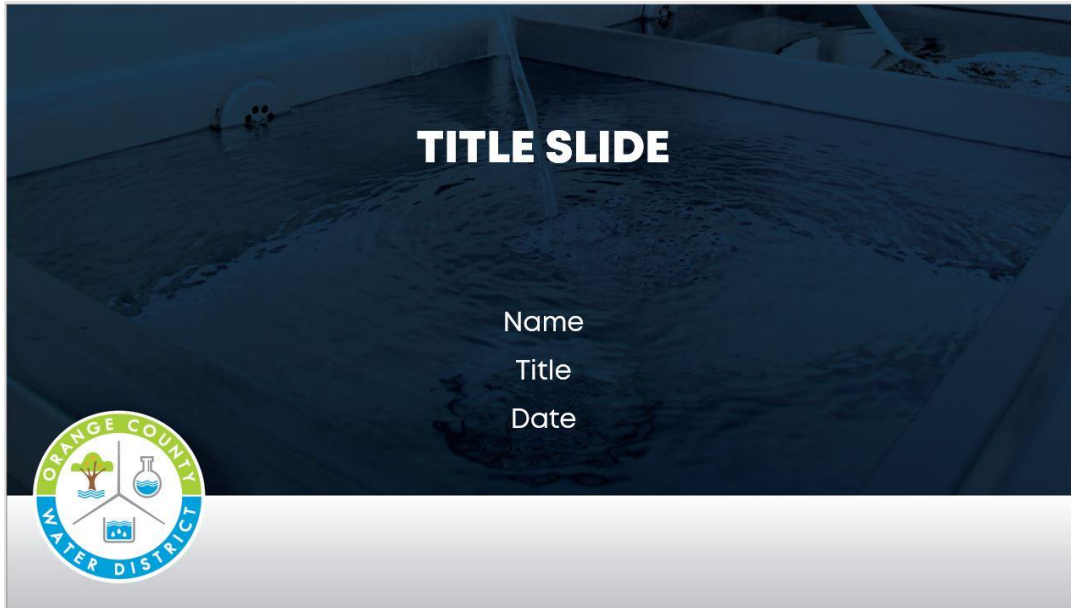 TITLE SLIDE
Name
Title
Date
ORANGE COUNTY
WATER DISTRICT